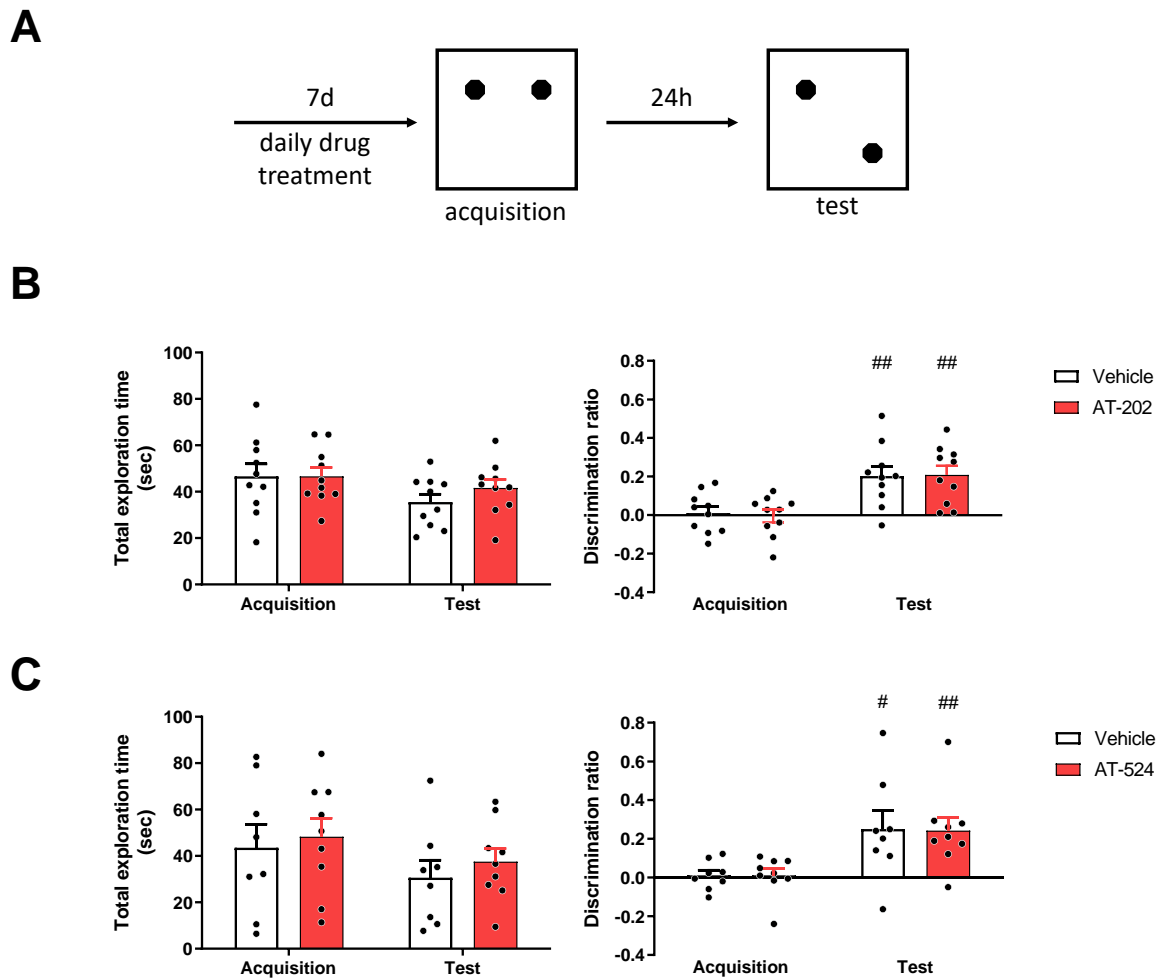 A
7d
daily drug
treatment
acquisition
24h
test
B
Total exploration time
(sec)
100
80
60
40
20
0
Acquisition
Test
Discrimination ratio
0.8
0.6
0.4
0.2
0.0
-0.2
-0.4
##
##
Acquisition
Test
Vehicle
AT-202
C
Total exploration time
(sec)
100
80
60
40
20
0
Acquisition
Test
Discrimination ratio
0.8
0.6
0.4
0.2
0.0
-0.2
-0.4
#
##
Acquisition
Test
Vehicle
AT-524